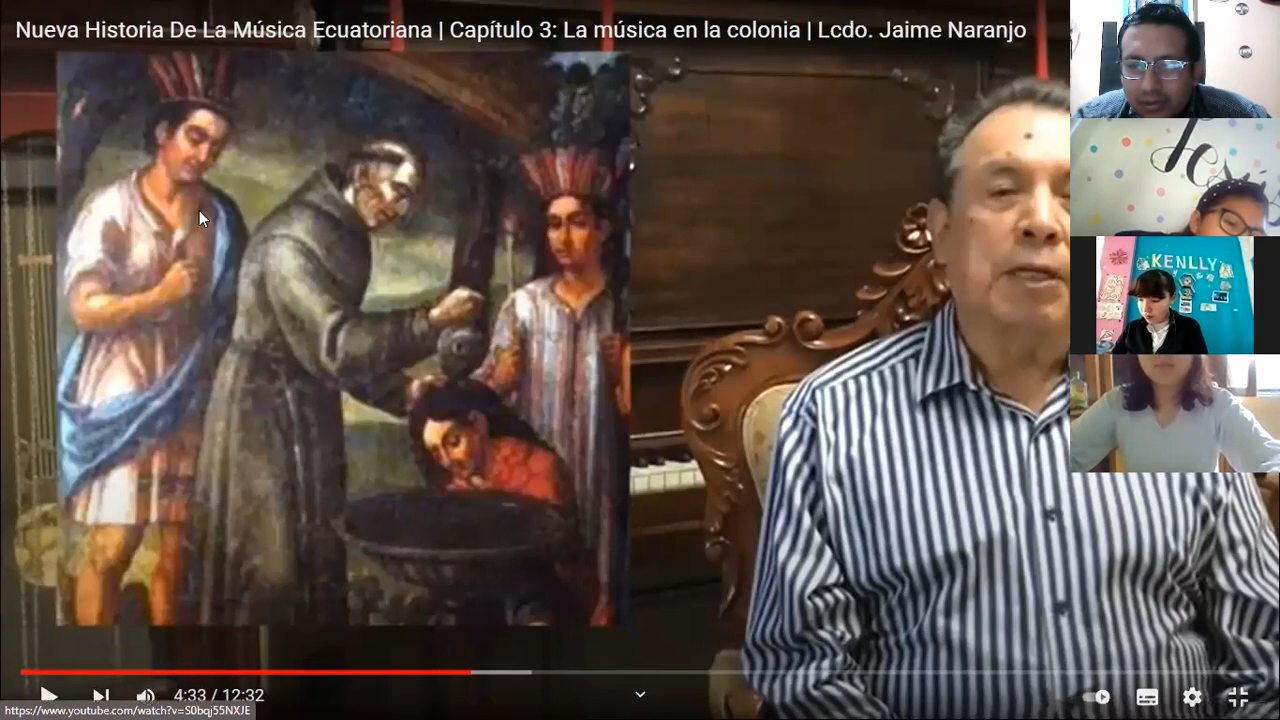 Nueva Historia De La Música Ecuatoriana | Capítulo 3: La música en la colonia | Lcdo. Jaime Naranjo
KENLLY
4:33 / 12:32
https://www.youtube.com/watch?v=S0bqj55NXJE